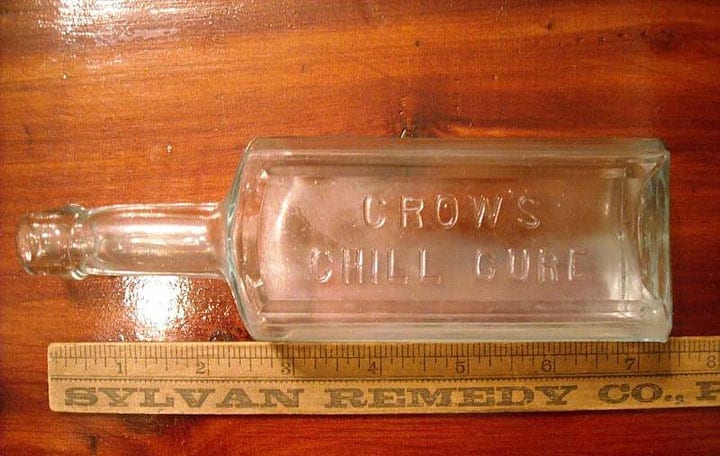 CROW'S
CHILL CURE
1 2 3 4 5 6 7 8
SYLVAN REMEDY CO.,